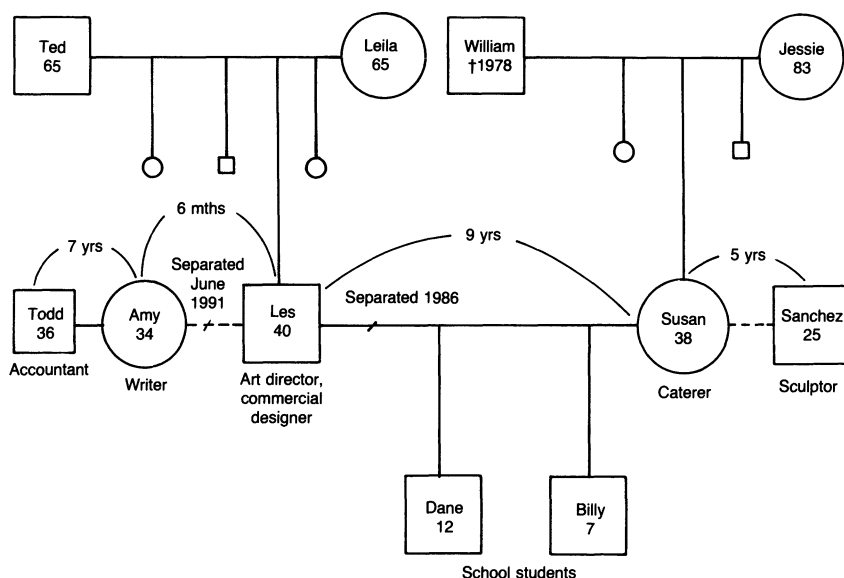 Ted
65
Leila
65
William
†1978
Jessie
83
6 mths
7 yrs
9 yrs
5 yrs
Separated
June
1991
Separated 1986
Todd
36
Amy
34
Les
40
Susan
38
Sanchez
25
Accountant
Writer
Art director,
commercial
designer
Caterer
Sculptor
Dane
12
Billy
7
School students